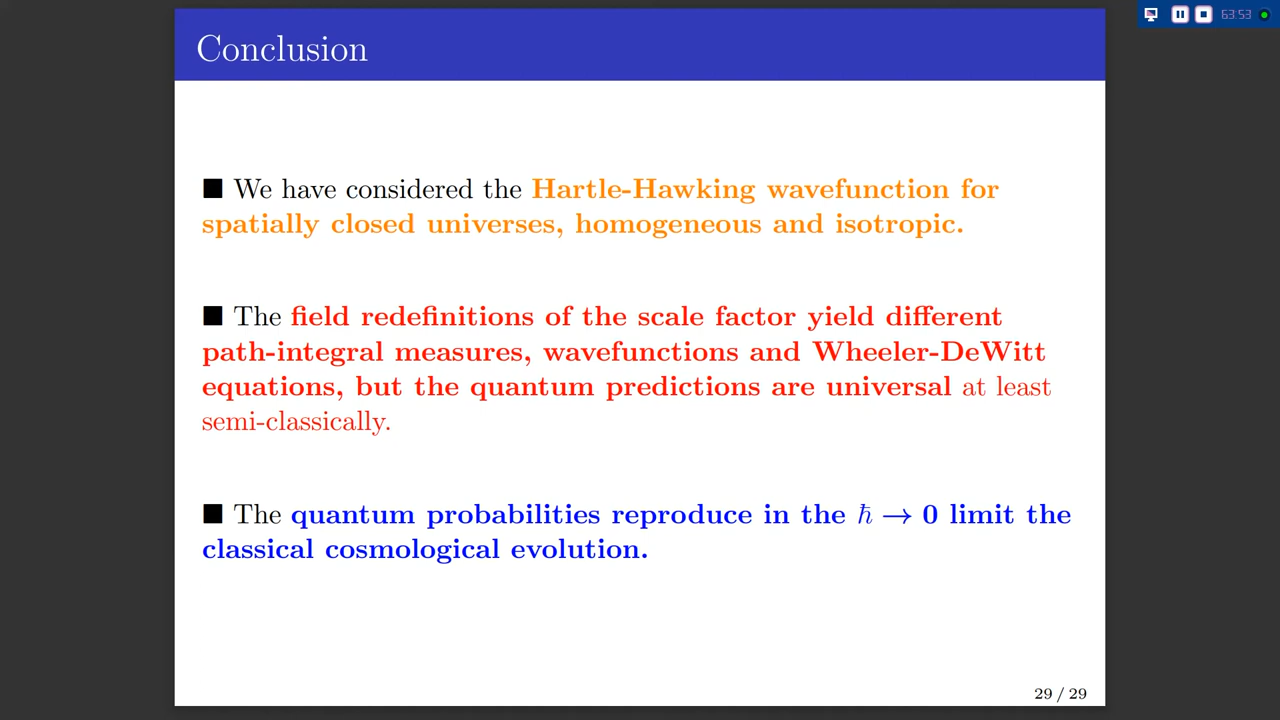 63:53
Conclusion
■ We have considered the Hartle-Hawking wavefunction for
spatially closed universes, homogeneous and isotropic.
■ The field redefinitions of the scale factor yield different
path-integral measures, wavefunctions and Wheeler-DeWitt
equations, but the quantum predictions are universal at least
semi-classically.
■ The quantum probabilities reproduce in the ℏ → 0 limit the
classical cosmological evolution.
29 / 29